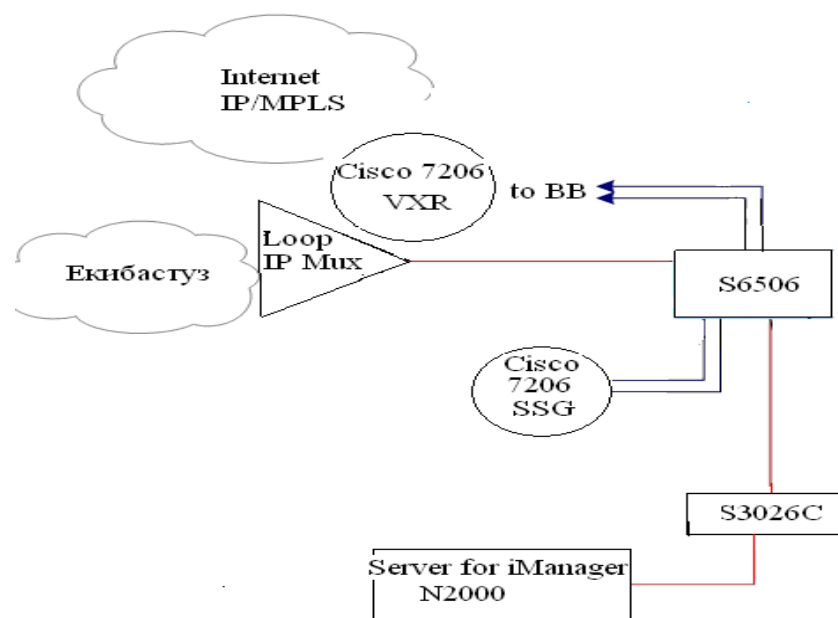 Internet
IP/MPLS
Cisco 7206
VXR
to BB
Loop
IP Mux
Екибастуз
S6506
Cisco
7206
SSG
S3026C
Server for iManager
N2000